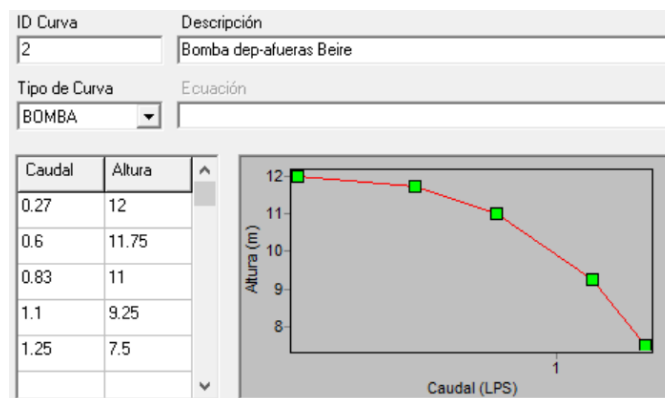 ID Curva Descripción
2 Bomba dep-afueras Beire
Tipo de Curva Ecuación
BOMBA
Caudal Altura
0.27 12
0.6 11.75
0.83 11
1.1 9.25
1.25 7.5
Altura (m)
12
11
10
9
8
1
Caudal (LPS)